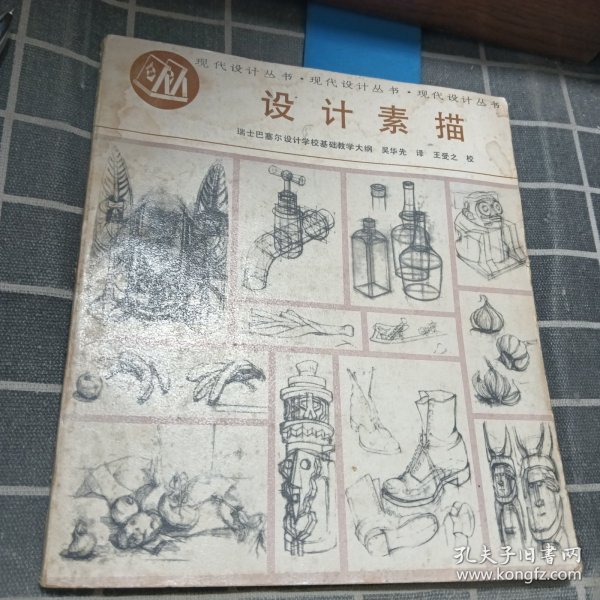 现代设计丛书·现代设计丛书·现代设计丛书
设计素描
瑞士巴塞尔设计学校基础教学大纲 吴华先 译 王受之 校
孔夫子旧书网
www.kongfz.com